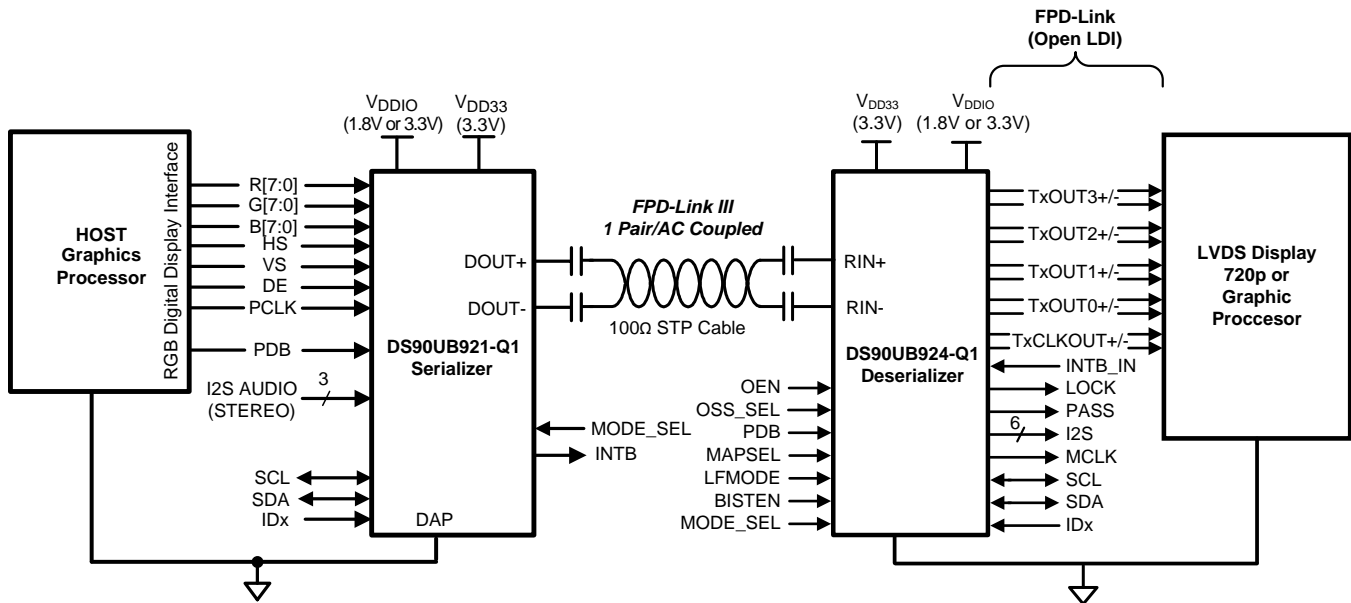 FPD-Link
(Open LDI)
VDDIO
(1.8V or 3.3V)
VDD33
(3.3V)
VDD33
(3.3V)
VDDIO
(1.8V or 3.3V)
HOST
Graphics
Processor
RGB Digital Display Interface
R[7:0]
G[7:0]
B[7:0]
HS
VS
DE
PCLK
PDB
I2S AUDIO
(STEREO)
3
SCL
SDA
IDx
DOUT+
DOUT-
DS90UB921-Q1
Serializer
DAP
MODE_SEL
INTB
FPD-Link III
1 Pair/AC Coupled
100Ω STP Cable
RIN+
RIN-
DS90UB924-Q1
Deserializer
OEN
OSS_SEL
PDB
MAPSEL
LFMODE
BISTEN
MODE_SEL
TxOUT3+/-
TxOUT2+/-
TxOUT1+/-
TxOUT0+/-
TxCLKOUT+/-
INTB_IN
LOCK
PASS
6
I2S
MCLK
SCL
SDA
IDx
LVDS Display
720p or
Graphic
Proccesor